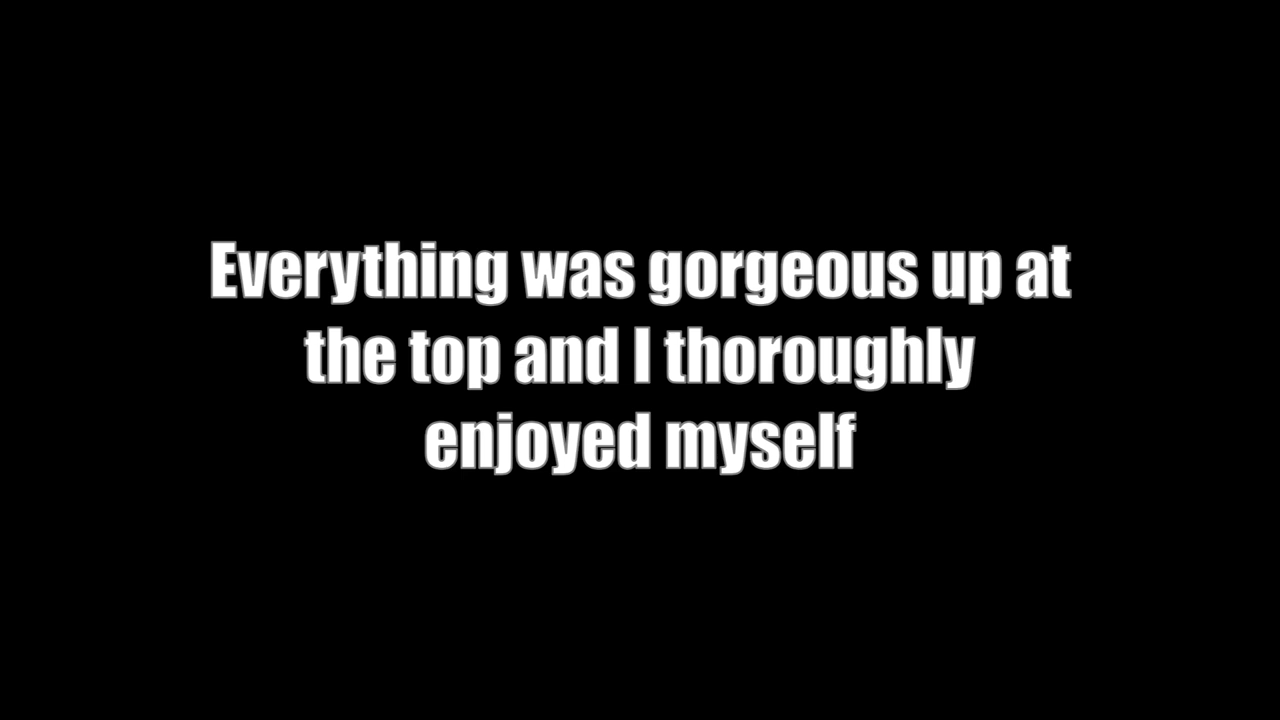 Everything was gorgeous up at
the top and I thoroughly
enjoyed myself